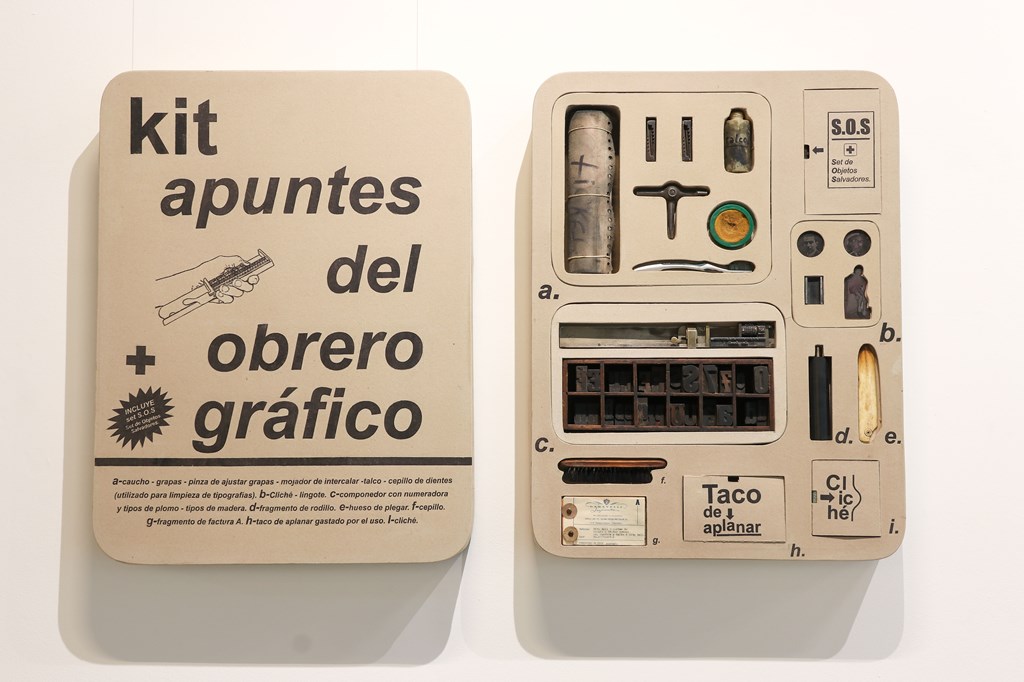 kit
apuntes
del
+ obrero
gráfico
INCLUYE
set S.O.S
Set de Objetos
Salvadores
a-caucho - grapas - pinza de ajustar grapas - mojador de intercalar -talco - cepillo de dientes
(utilizado para limpieza de tipografías). b-Cliché - lingote. c-componedor con numeradora
y tipos de plomo - tipos de madera. d-fragmento de rodillo. e-hueso de plegar. f-cepillo.
g-fragmento de factura A. h-taco de aplanar gastado por el uso. I-cliché.
S.O.S
+
Set de
Objetos
Salvadores.
a.
b.
c.
d.
e.
f.
A
g.
Taco
de
aplanar
h.
Cl
ic
hé
i.